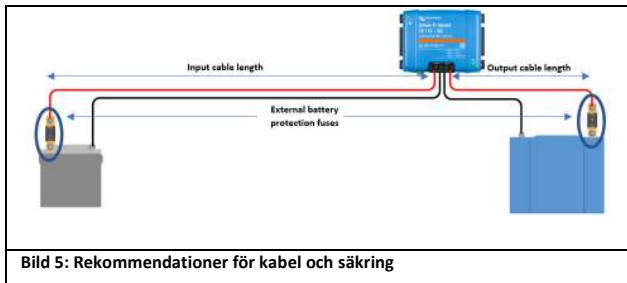 Input cable length
Output cable length
External battery
protection fuses
Bild 5: Rekommendationer för kabel och säkring